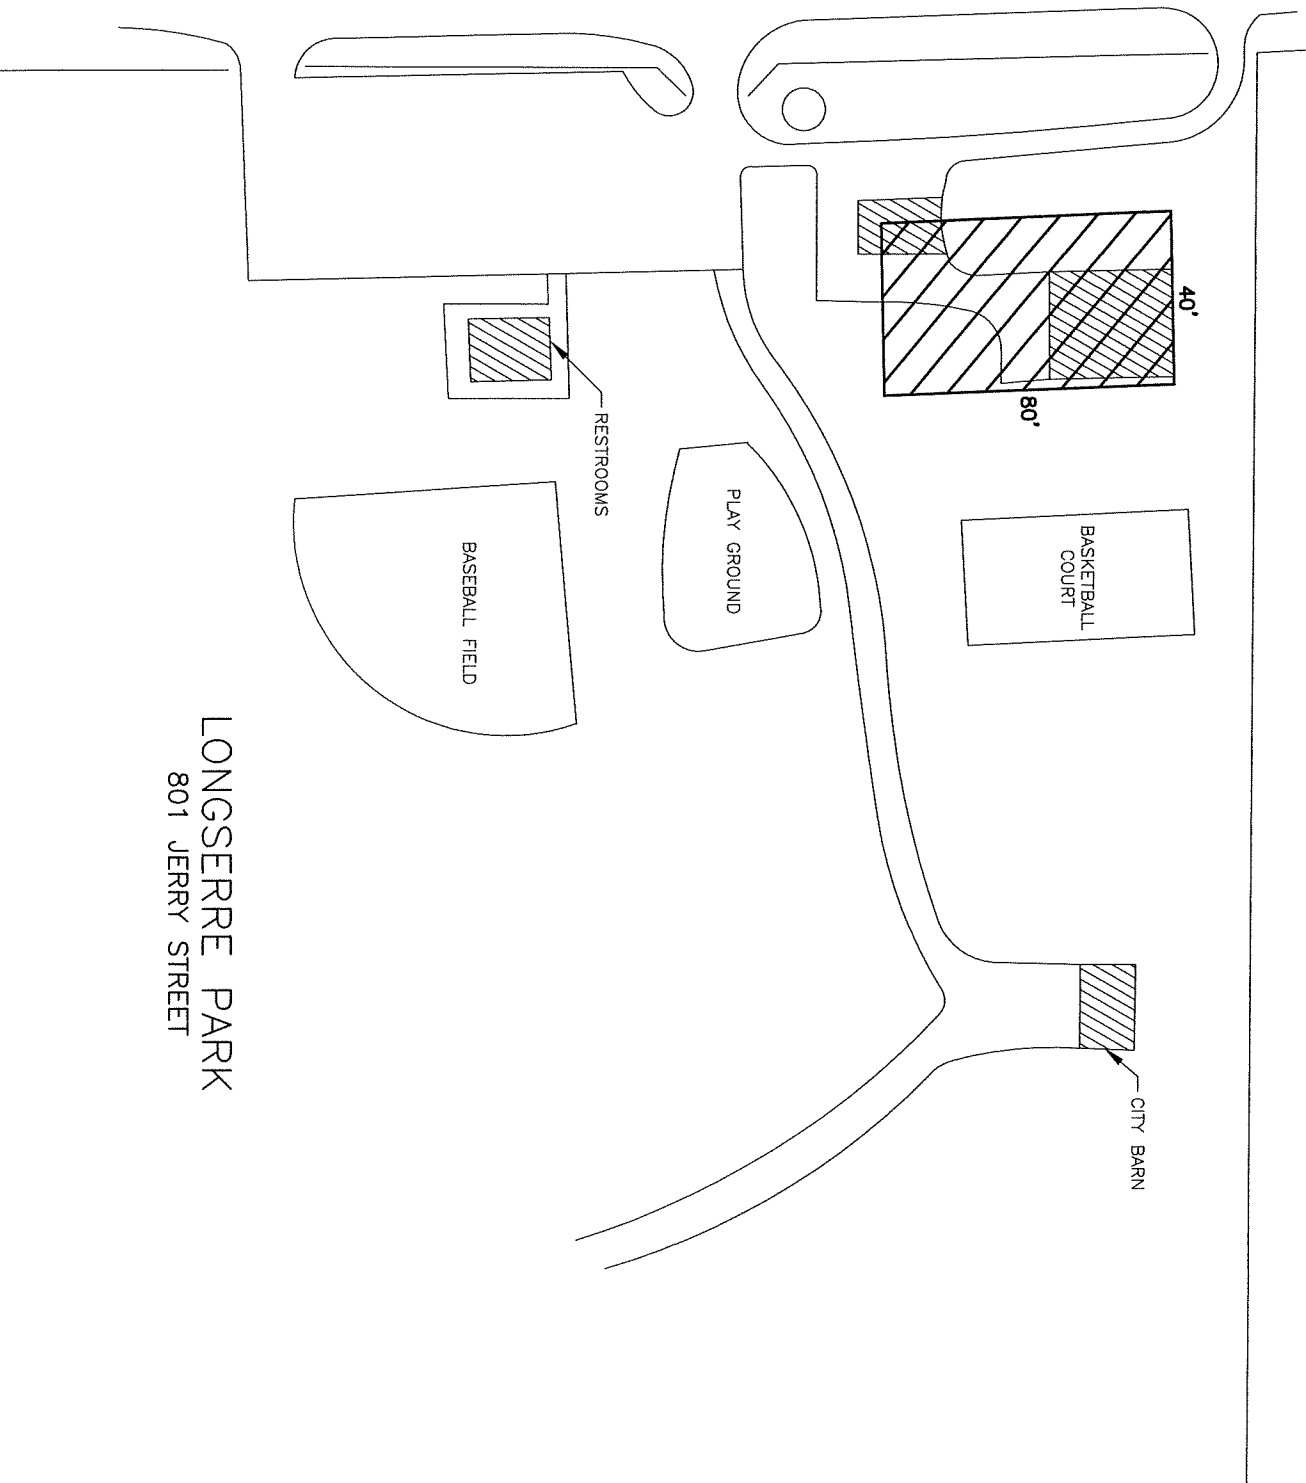 40'
80'
BASKETBALL
COURT
PLAY GROUND
RESTROOMS
BASEBALL FIELD
CITY BARN
LONGSERRE PARK
801 JERRY STREET